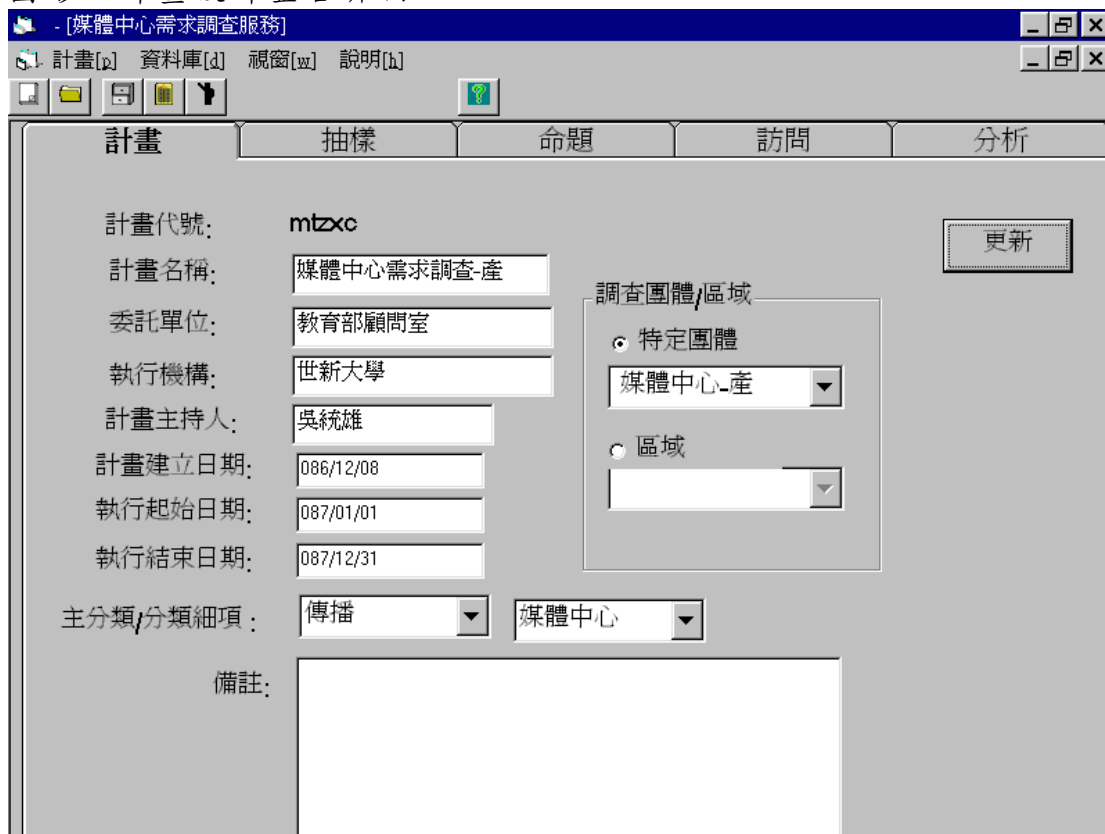 - [媒體中心需求調查服務]
計畫[p] 資料庫[d] 視窗[w] 說明[h]
計畫 抽樣 命題 訪問 分析
計畫代號: mtzxc
更新
計畫名稱: 媒體中心需求調查-產
調查團體/區域
委託單位: 教育部顧問室
特定團體
執行機構: 世新大學
媒體中心-產
計畫主持人: 吳統雄
區域
計畫建立日期: 086/12/08
執行起始日期: 087/01/01
執行結束日期: 087/12/31
主分類/分類細項: 傳播 媒體中心
備註: